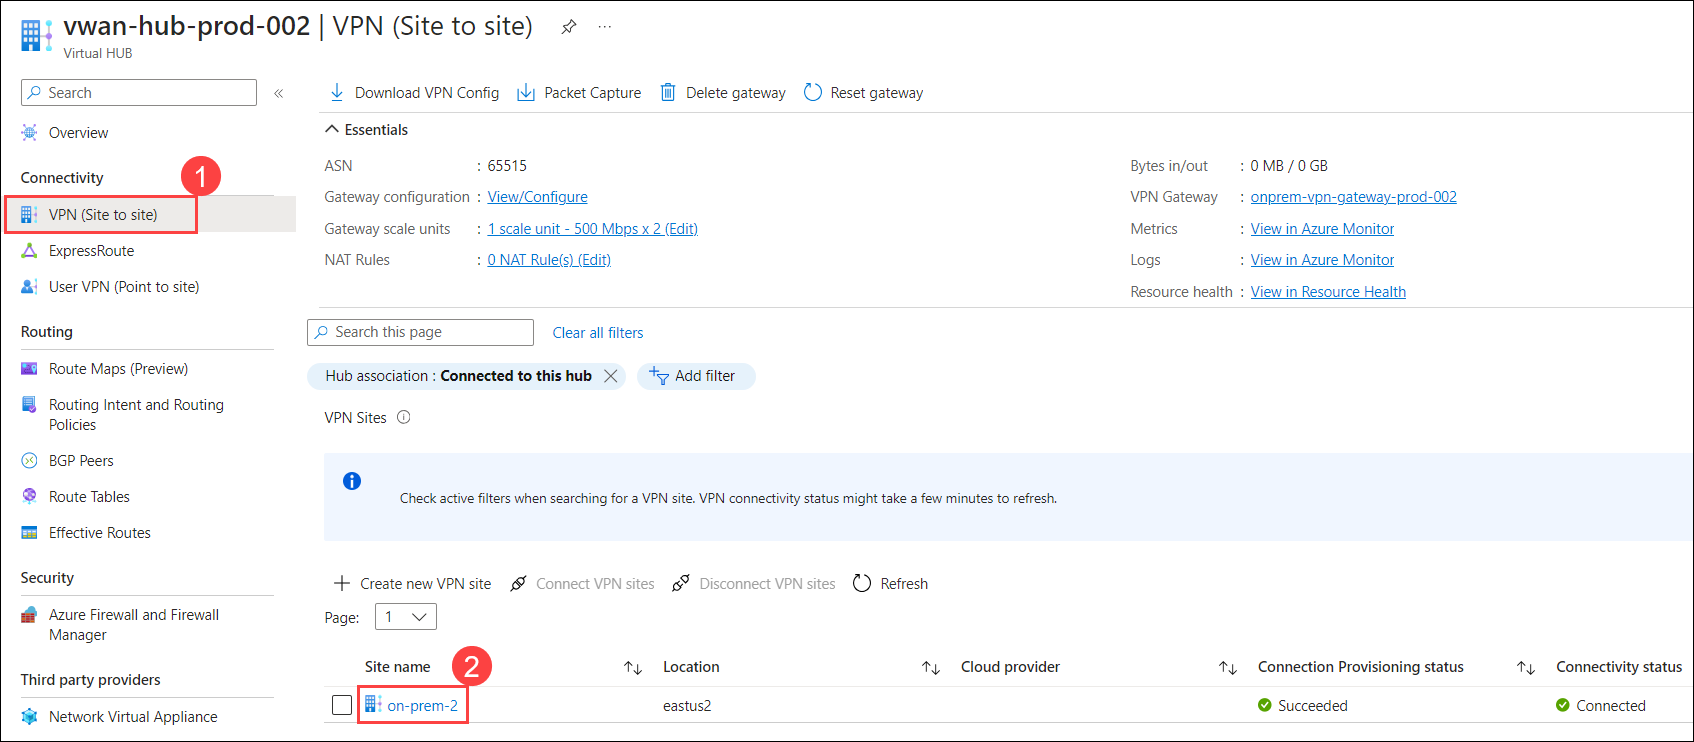 vwan-hub-prod-002 | VPN (Site to site)
Virtual HUB
Search
Overview
Connectivity
1
VPN (Site to site)
ExpressRoute
User VPN (Point to site)
Routing
Route Maps (Preview)
Routing Intent and Routing
Policies
BGP Peers
Route Tables
Effective Routes
Security
Azure Firewall and Firewall
Manager
Third party providers
Network Virtual Appliance
Download VPN Config Packet Capture Delete gateway Reset gateway
Essentials
ASN : 65515
Gateway configuration : View/Configure
Gateway scale units : 1 scale unit - 500 Mbps x 2 (Edit)
NAT Rules : 0 NAT Rule(s) (Edit)
Bytes in/out : 0 MB / 0 GB
VPN Gateway : onprem-vpn-gateway-prod-002
Metrics : View in Azure Monitor
Logs : View in Azure Monitor
Resource health : View in Resource Health
Search this page Clear all filters
Hub association : Connected to this hub Add filter
VPN Sites
Check active filters when searching for a VPN site. VPN connectivity status might take a few minutes to refresh.
Create new VPN site Connect VPN sites Disconnect VPN sites Refresh
Page: 1
Site name 2 Location Cloud provider Connection Provisioning status Connectivity status
on-prem-2 eastus2 Succeeded Connected